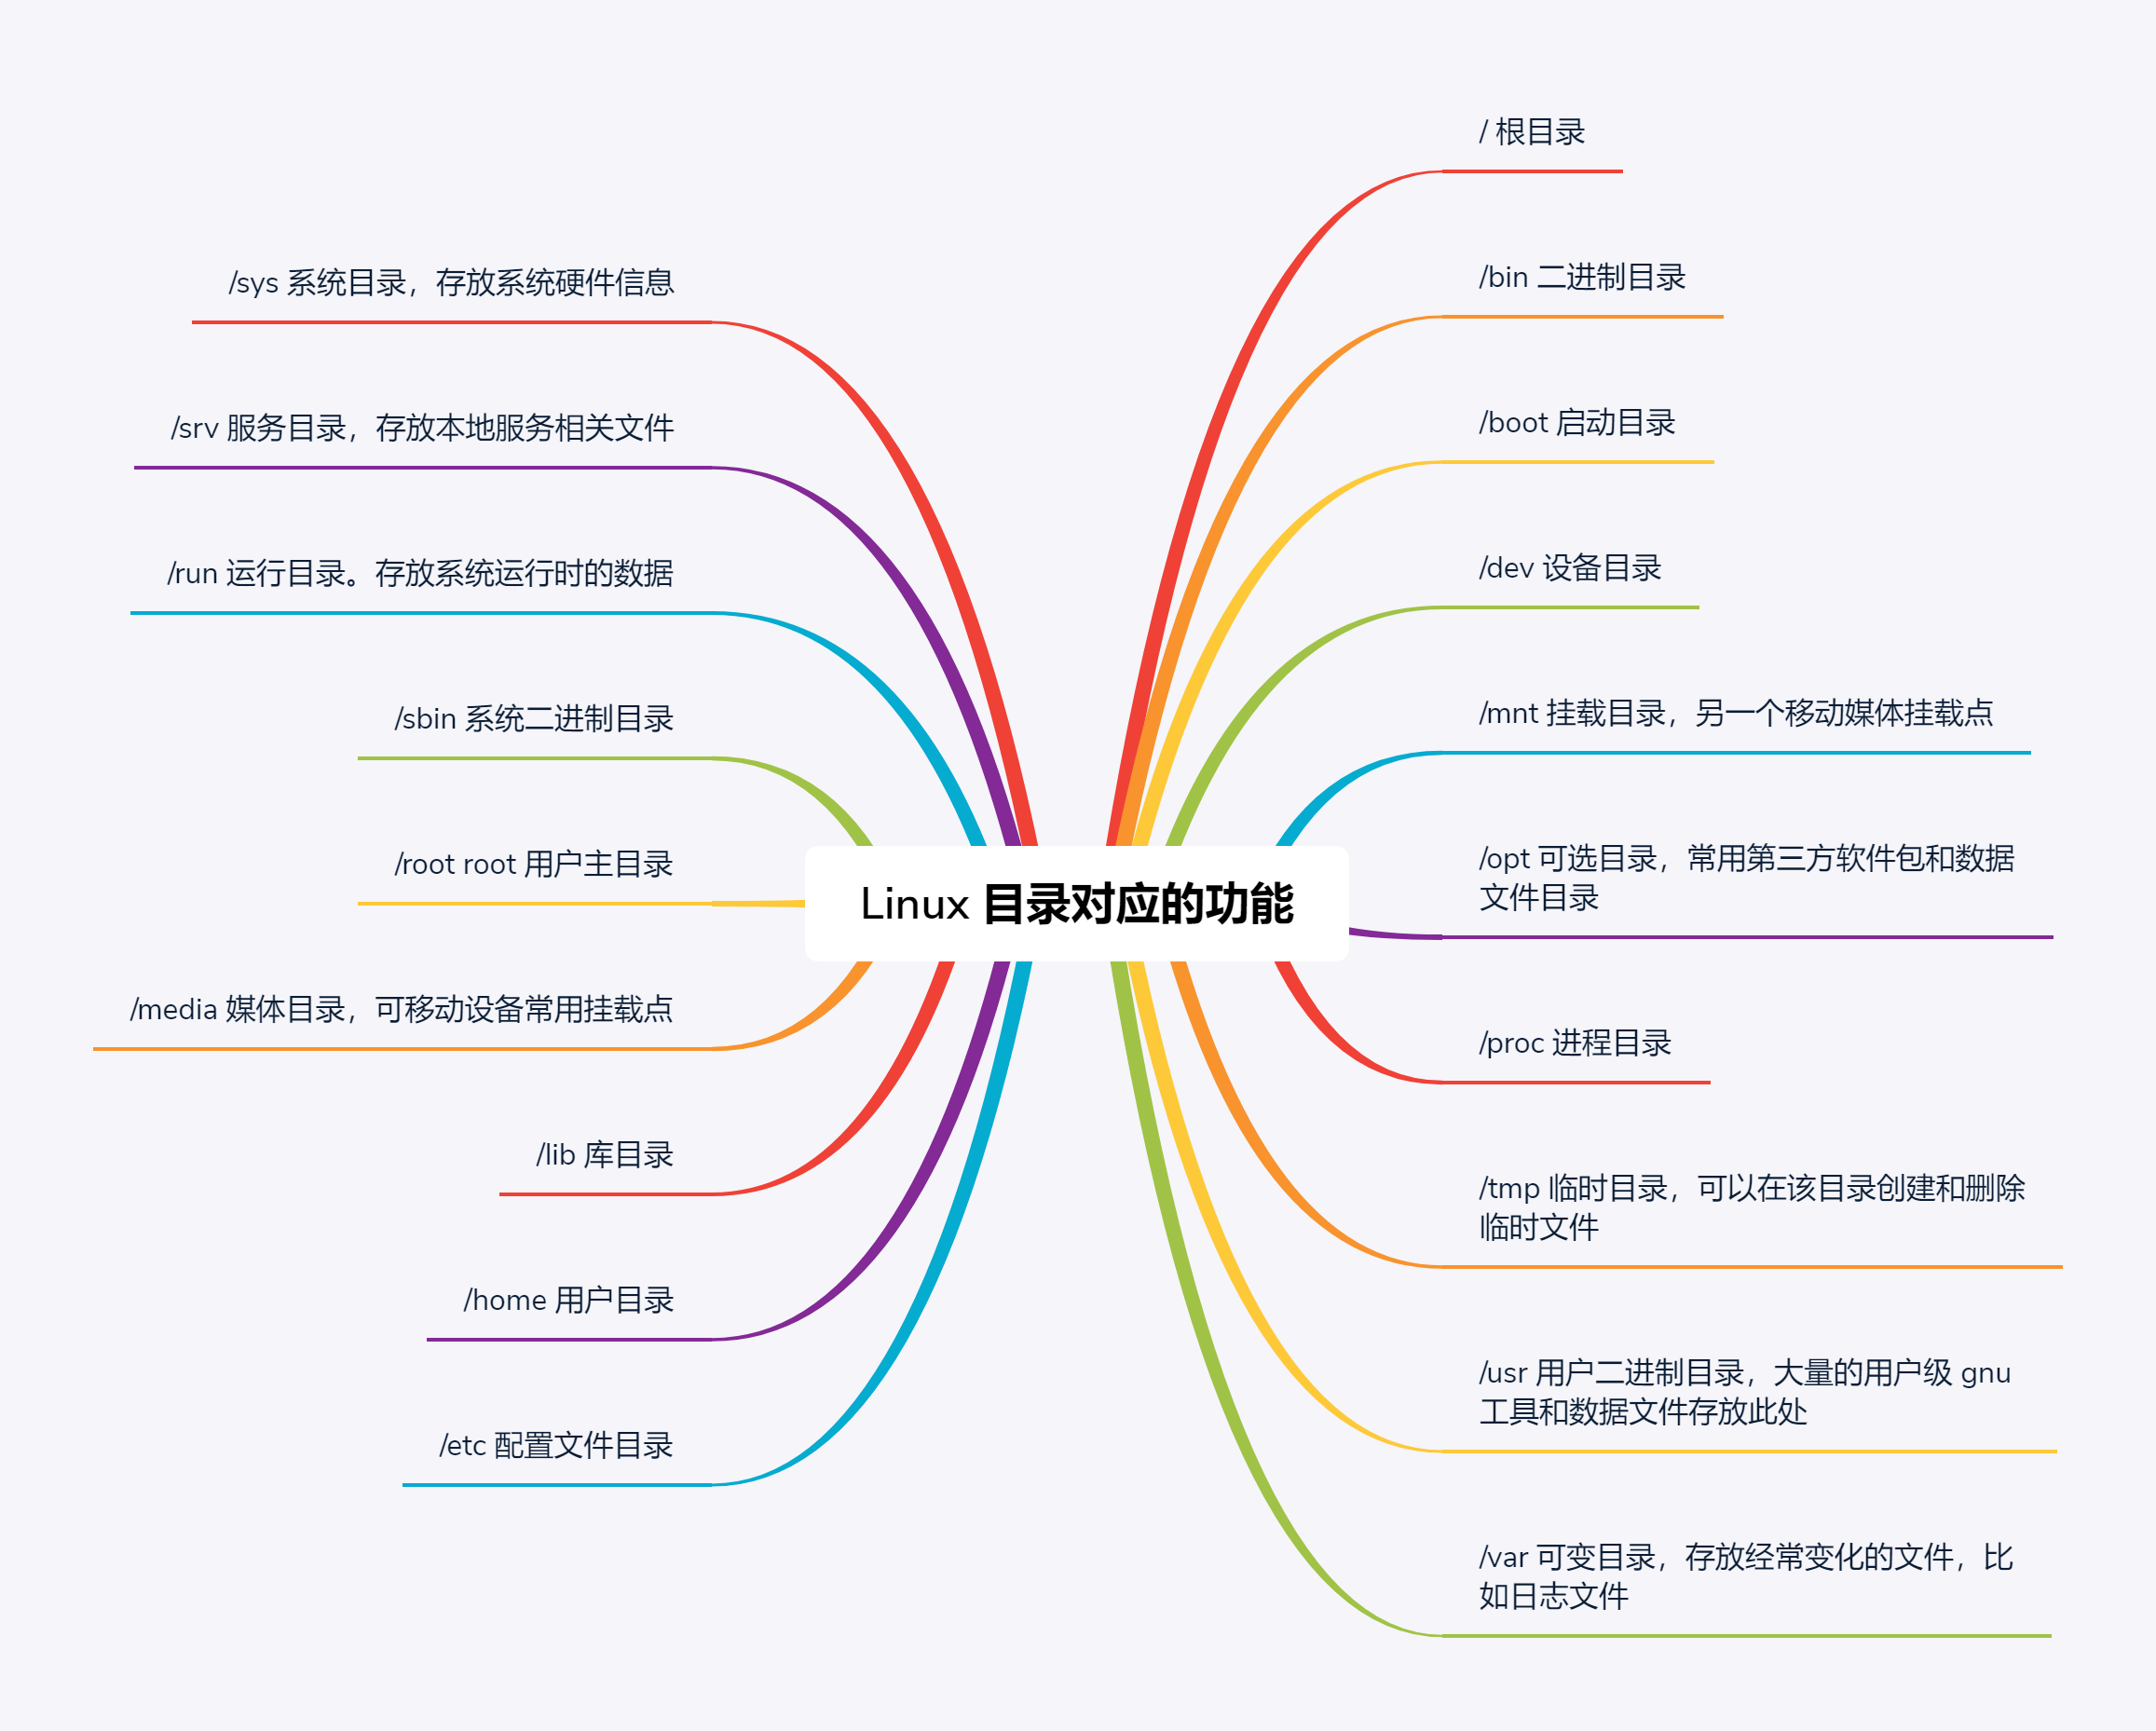 Linux 目录对应的功能
/ 根目录
/bin 二进制目录
/boot 启动目录
/dev 设备目录
/mnt 挂载目录，另一个移动媒体挂载点
/opt 可选目录，常用第三方软件包和数据
文件目录
/proc 进程目录
/tmp 临时目录，可以在该目录创建和删除
临时文件
/usr 用户二进制目录，大量的用户级 gnu
工具和数据文件存放此处
/var 可变目录，存放经常变化的文件，比
如日志文件
/sys 系统目录，存放系统硬件信息
/srv 服务目录，存放本地服务相关文件
/run 运行目录。存放系统运行时的数据
/sbin 系统二进制目录
/root root 用户主目录
/media 媒体目录，可移动设备常用挂载点
/lib 库目录
/home 用户目录
/etc 配置文件目录